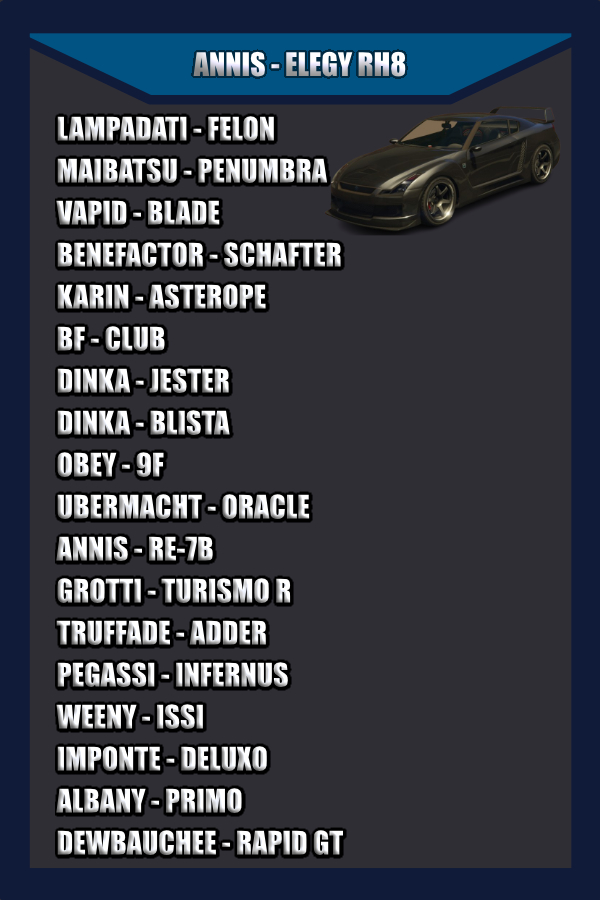 ANNIS - ELEGY RH8
LAMPADATI - FELON
MAIBATSU - PENUMBRA
VAPID - BLADE
BENEFACTOR - SCHAFTER
KARIN - ASTEROPE
BF - CLUB
DINKA - JESTER
DINKA - BLISTA
OBEY - 9F
UBERMACHT - ORACLE
ANNIS - RE-7B
GROTTI - TURISMO R
TRUFFADE - ADDER
PEGASSI - INFERNUS
WEENY - ISSI
IMPONTE - DELUXO
ALBANY - PRIMO
DEWBAUCHEE - RAPID GT